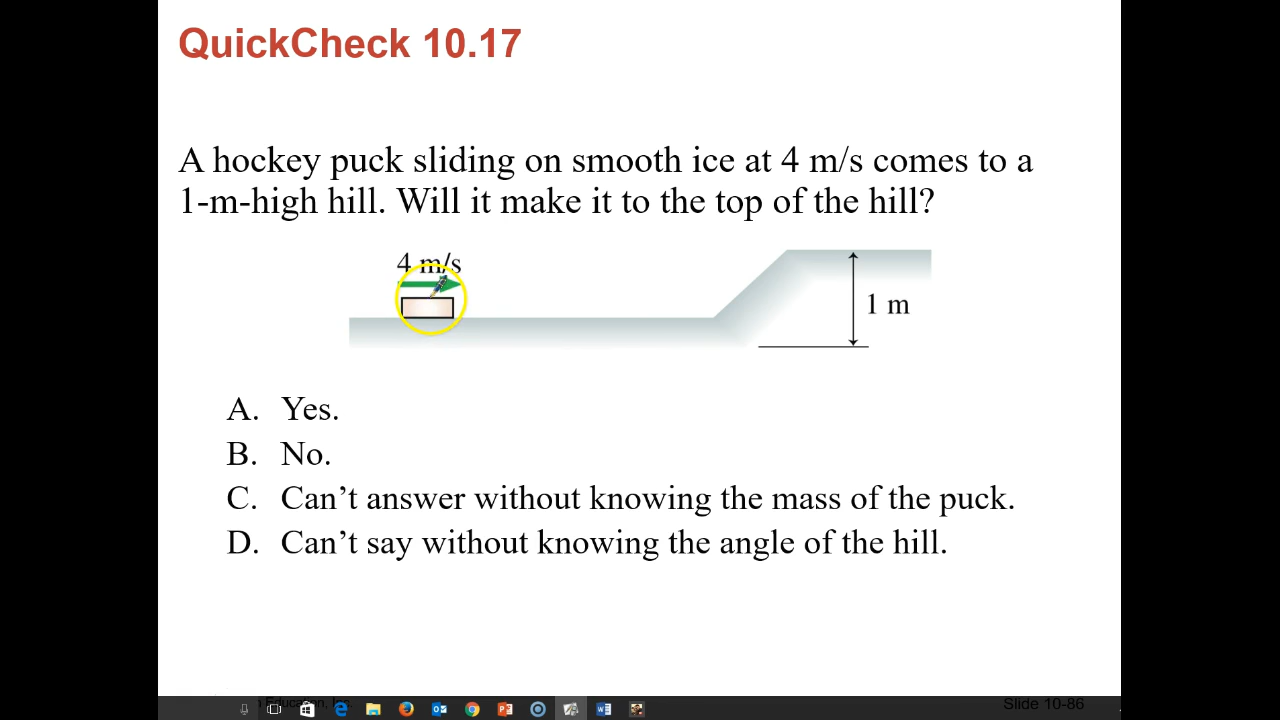 QuickCheck 10.17
A hockey puck sliding on smooth ice at 4 m/s comes to a
1-m-high hill. Will it make it to the top of the hill?
4 m/s
1 m
A. Yes.
B. No.
C. Can’t answer without knowing the mass of the puck.
D. Can’t say without knowing the angle of the hill.
Education, Inc.
Slide 10-86